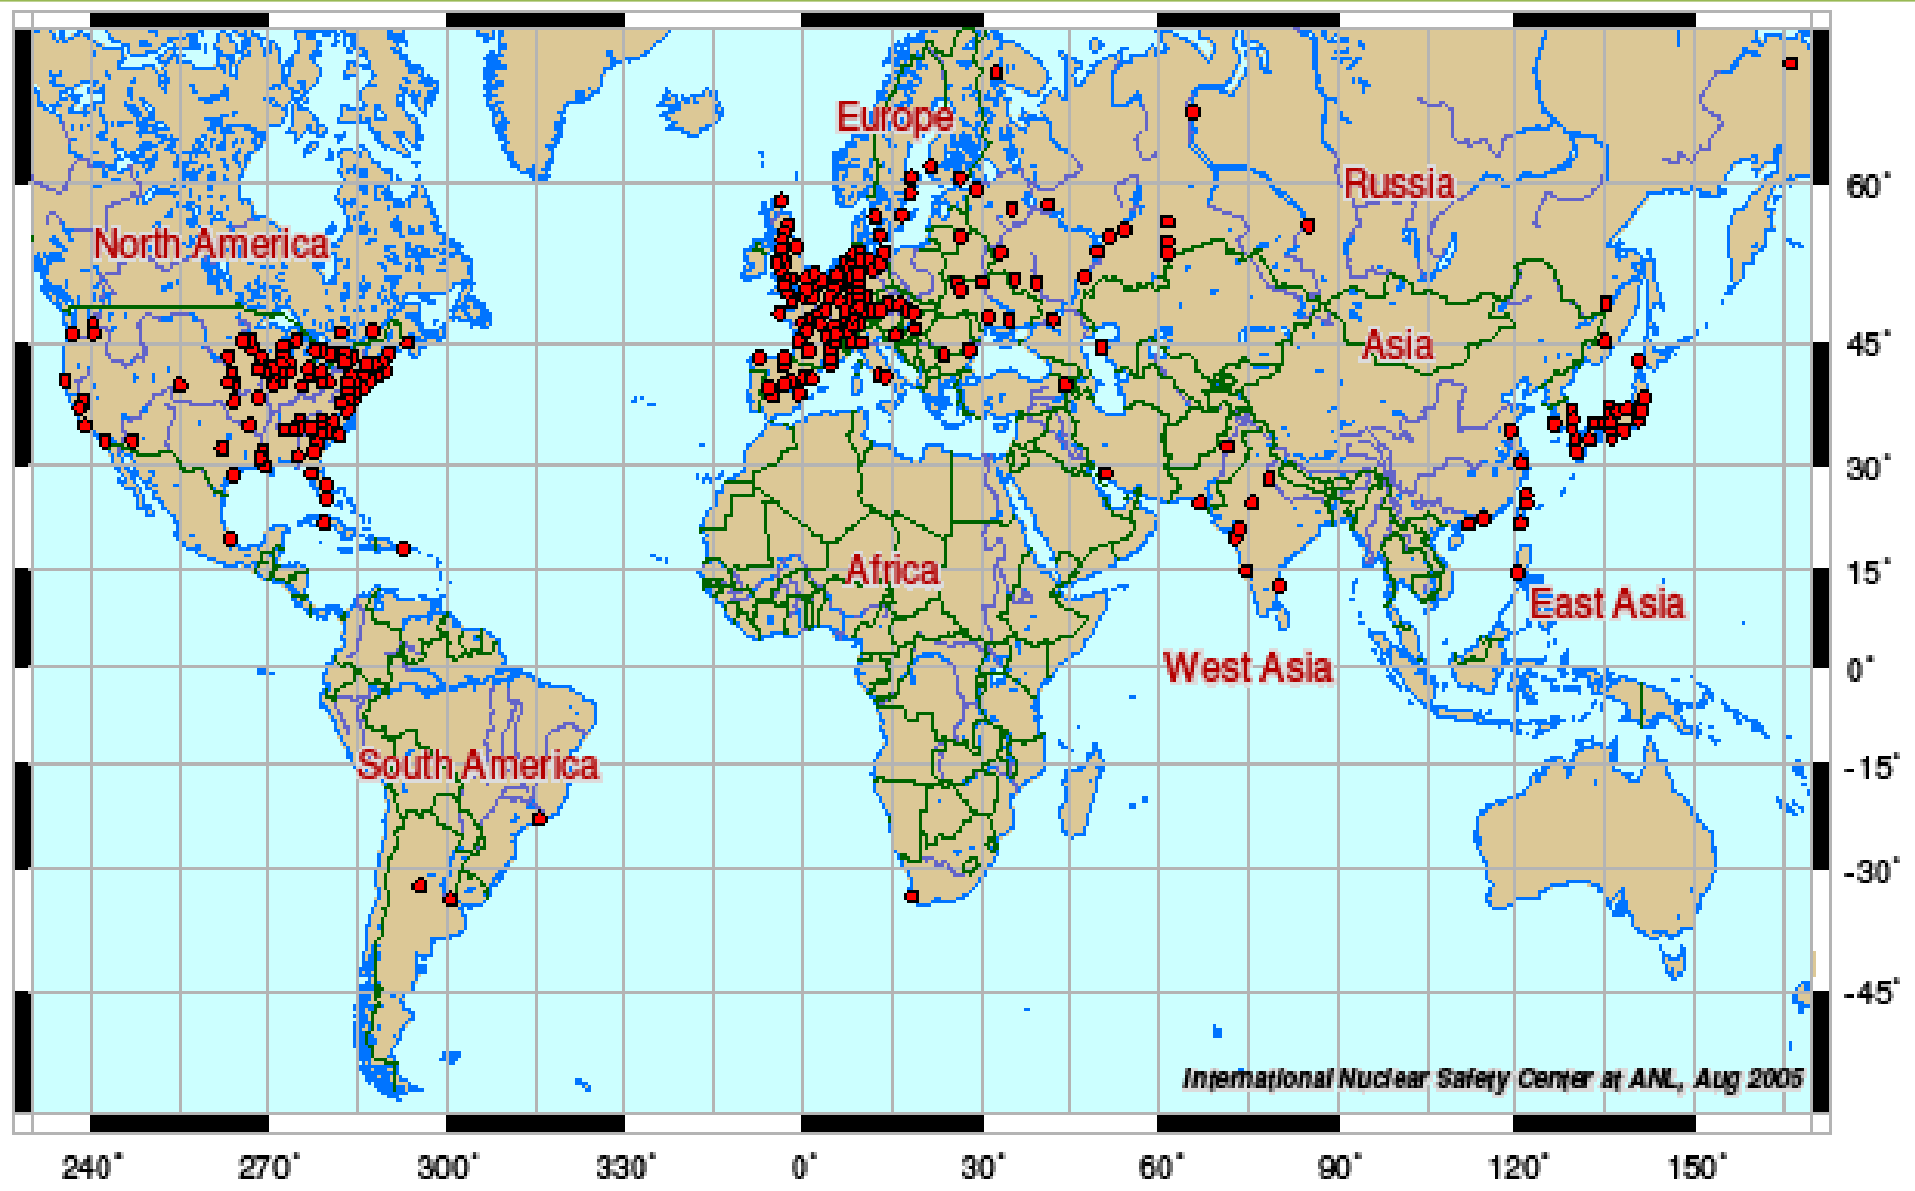 Europe
Russia
60°
North America
Asia
45°
30°
Africa
15°
East Asia
West Asia
0°
South America
-15°
-30°
-45°
International Nuclear Safety Center at ANL, Aug 2005
240° 270° 300° 330° 0° 30° 60° 90° 120° 150°